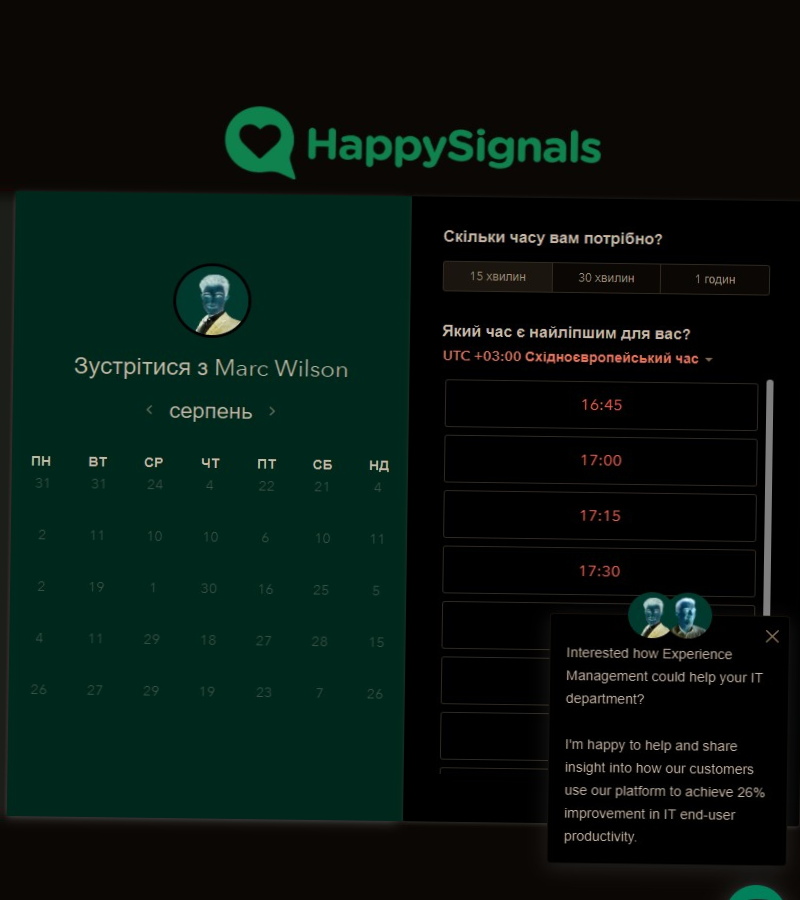 HappySignals
Зустрітися з Marc Wilson
серпень
ПН ВТ СР ЧТ ПТ СБ НД
31 31 24 4 22 21 4
2 11 10 10 6 10 11
2 19 1 30 16 25 5
4 11 29 18 27 28 15
26 27 29 19 23 7 26
Скільки часу вам потрібно?
15 хвилин 30 хвилин 1 годин
Який час є найліпшим для вас?
UTC +03:00 Східноєвропейський час
16:45
17:00
17:15
17:30
Interested how Experience
Management could help your IT
department?
I'm happy to help and share
insight into how our customers
use our platform to achieve 26%
improvement in IT end-user
productivity.